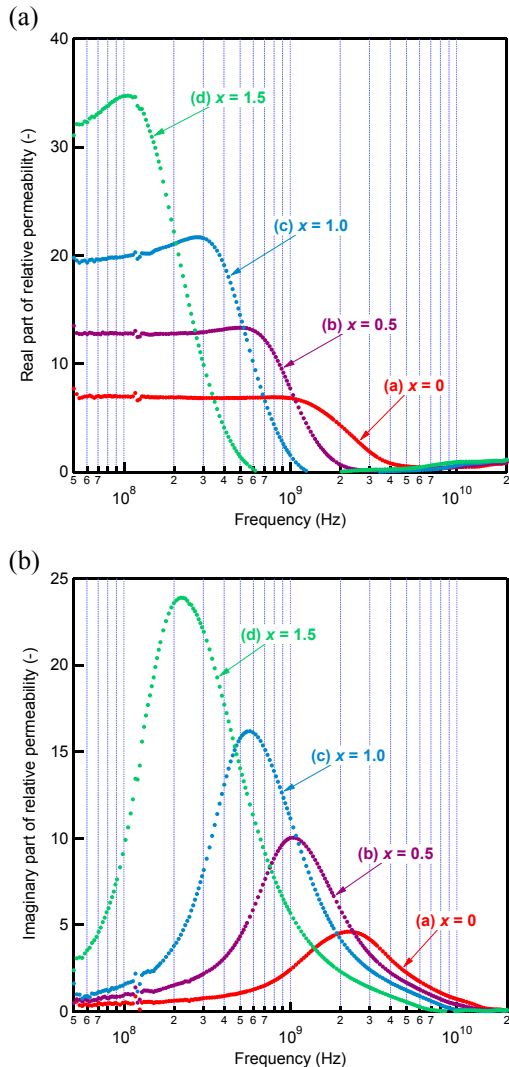 (a)
40
30
20
10
0
Real part of relative permeability (-)
(d) x = 1.5
(c) x = 1.0
(b) x = 0.5
(a) x = 0
5 6 7 10⁸ 2 3 4 5 6 7 10⁹ 2 3 4 5 6 7 10¹⁰ 2
Frequency (Hz)
(b)
25
20
15
10
5
0
Imaginary part of relative permeability (-)
(d) x = 1.5
(c) x = 1.0
(b) x = 0.5
(a) x = 0
5 6 7 10⁸ 2 3 4 5 6 7 10⁹ 2 3 4 5 6 7 10¹⁰ 2
Frequency (Hz)